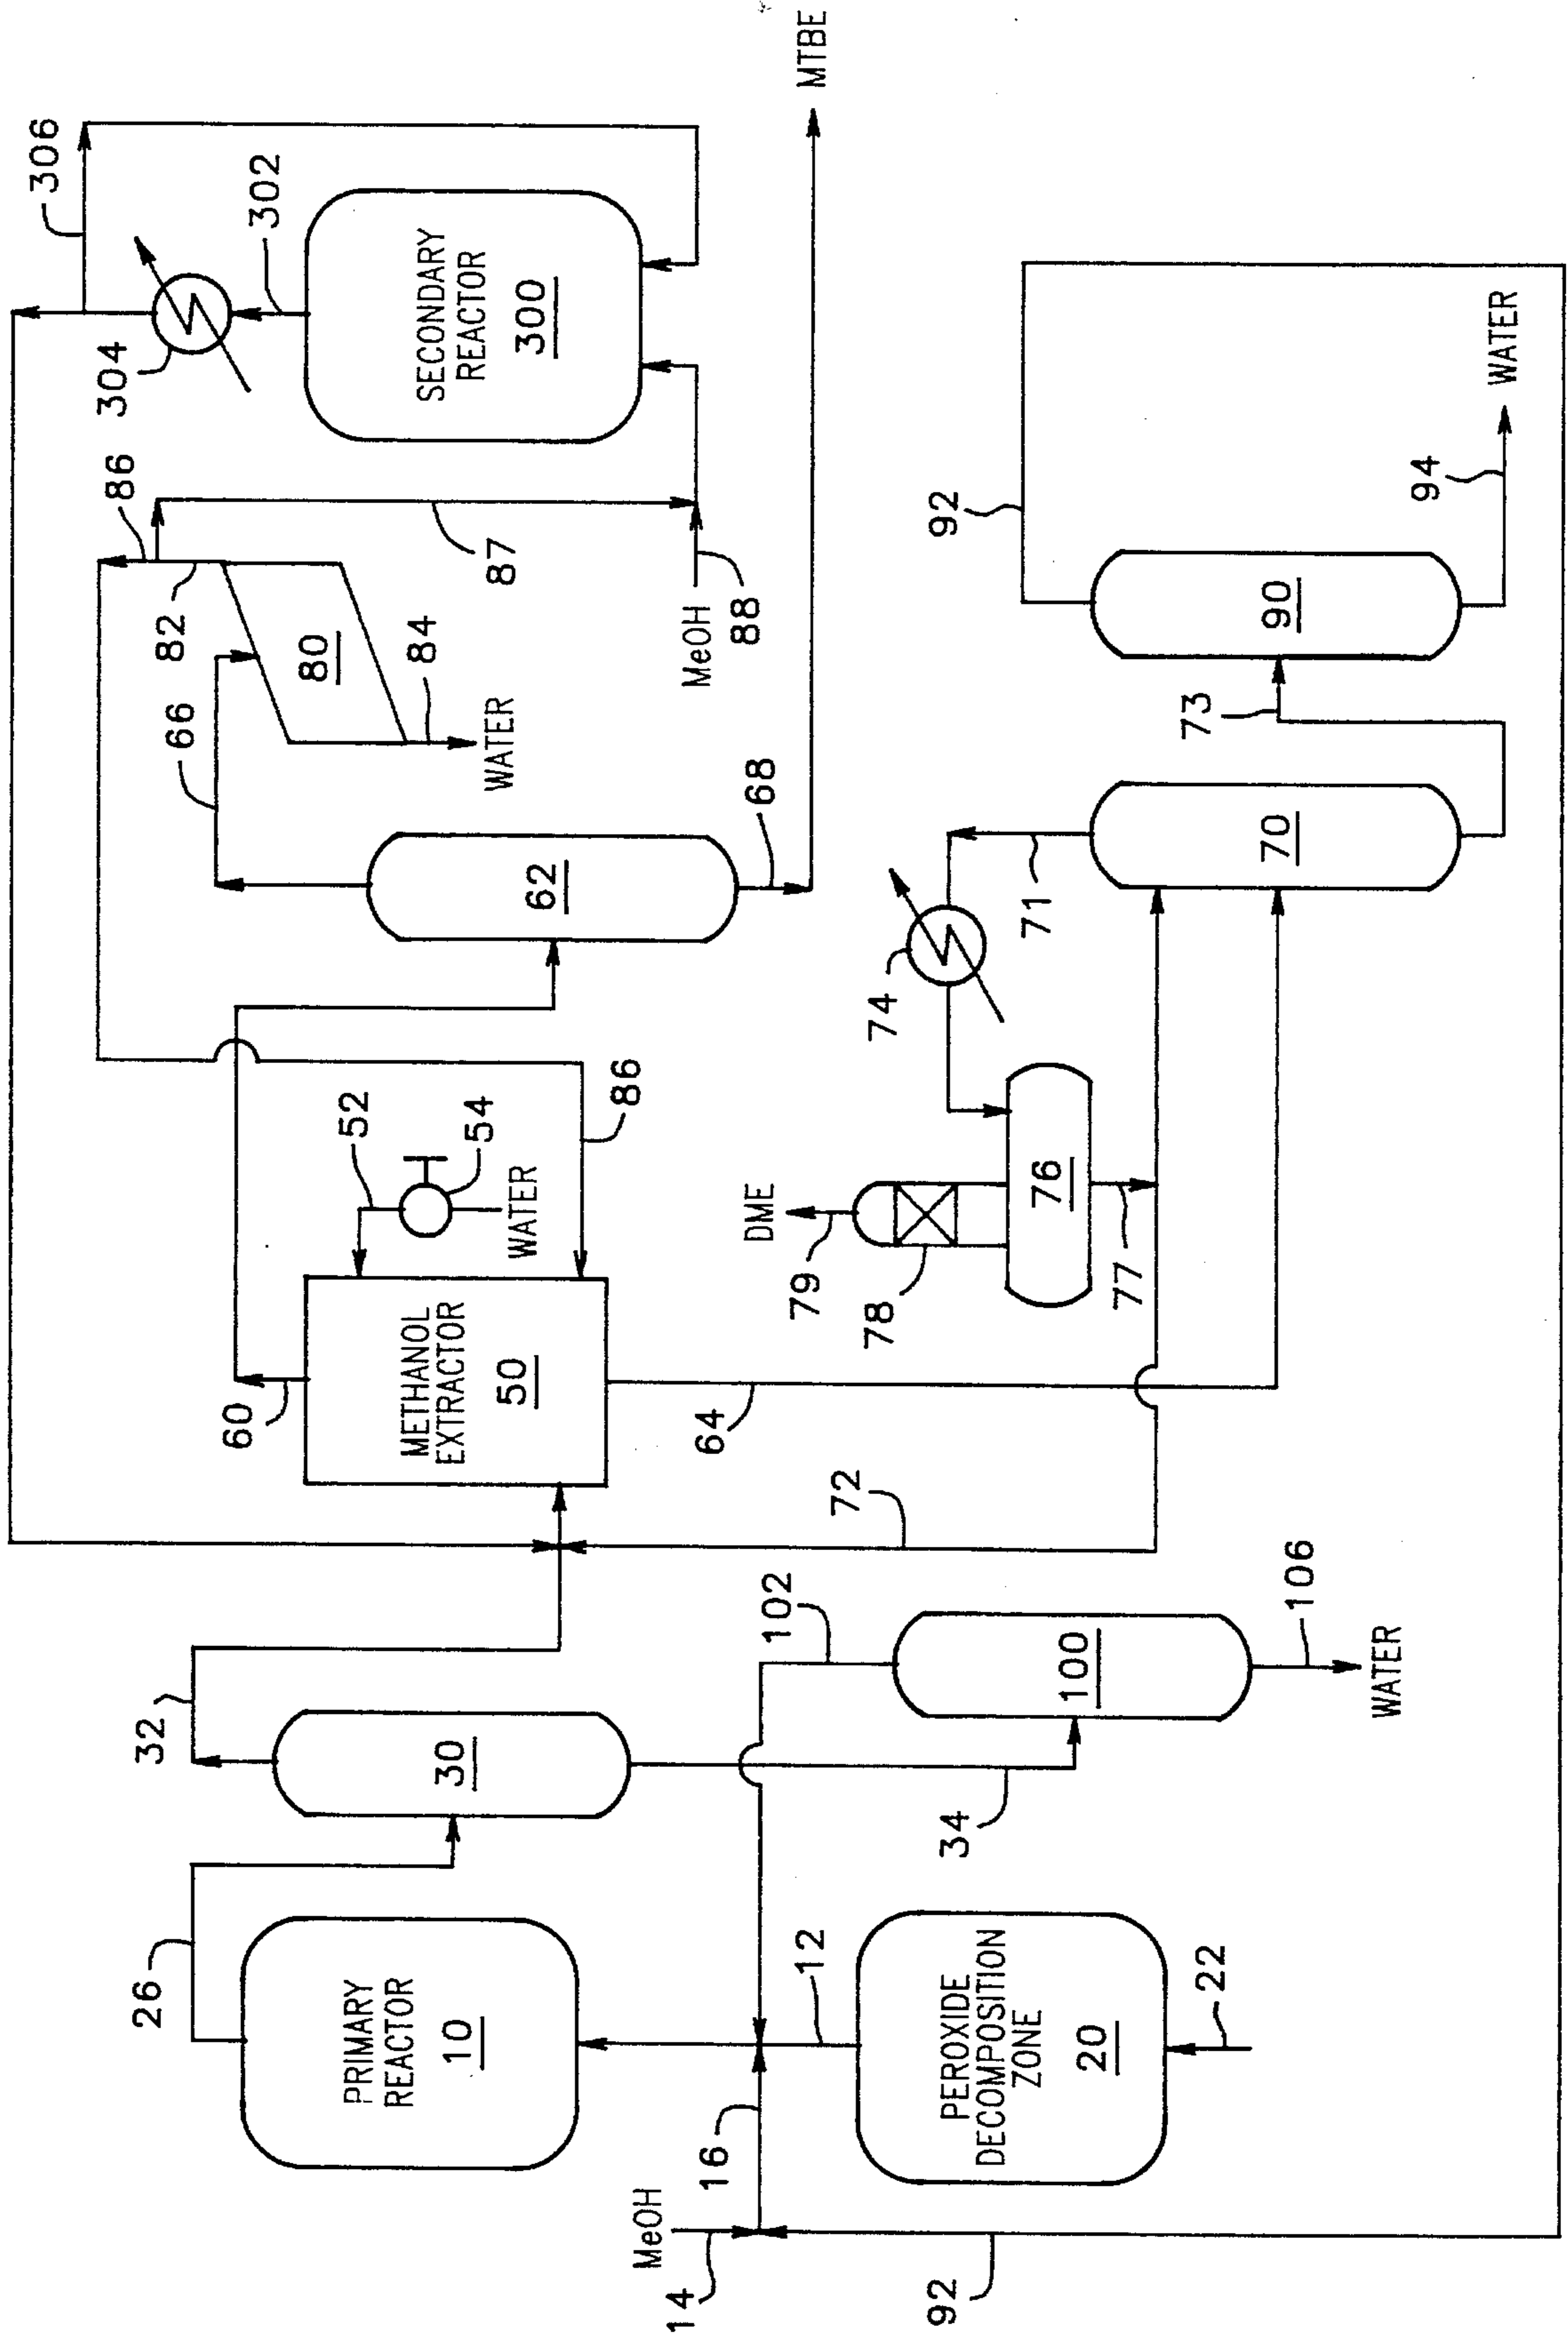 306
302
304
SECONDARY
REACTOR
300
MTBE
86
82
87
80
84
WATER
MeOH
88
66
62
68
92
90
94
WATER
73
70
71
74
52
54
WATER
86
60
METHANOL
EXTRACTOR
50
64
DME
79
78
76
77
72
32
30
34
102
100
106
WATER
26
PRIMARY
REACTOR
10
12
PEROXIDE
DECOMPOSITION
ZONE
20
22
16
MeOH
14
92